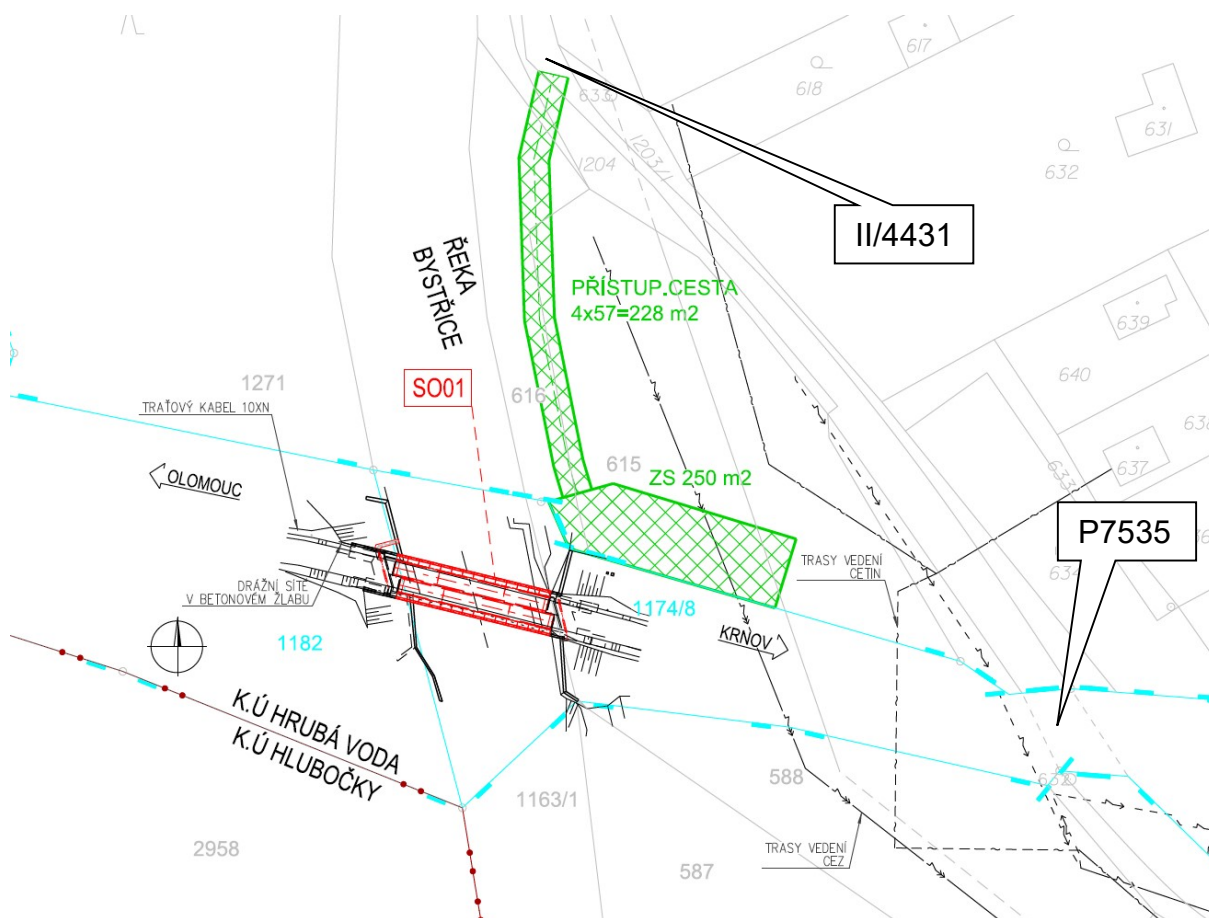 617
618
631
633
632
1204
1203/1
II/4431
ŘEKA
BYSTŘICE
PŘÍSTUP.CESTA
4x57=228 m2
639
640
1271
SO01
616
TRAŤOVÝ KABEL 10XN
OLOMOUC
615
ZS 250 m2
637
633
P7535
634
TRASY VEDENÍ
CETIN
DRÁŽNÍ SÍTĚ
V BETONOVÉM ŽLABU
1174/8
KRNOV
1182
K.Ú HRUBÁ VODA
K.Ú HLUBOČKY
588
1163/1
2958
587
TRASY VEDENÍ
ČEZ